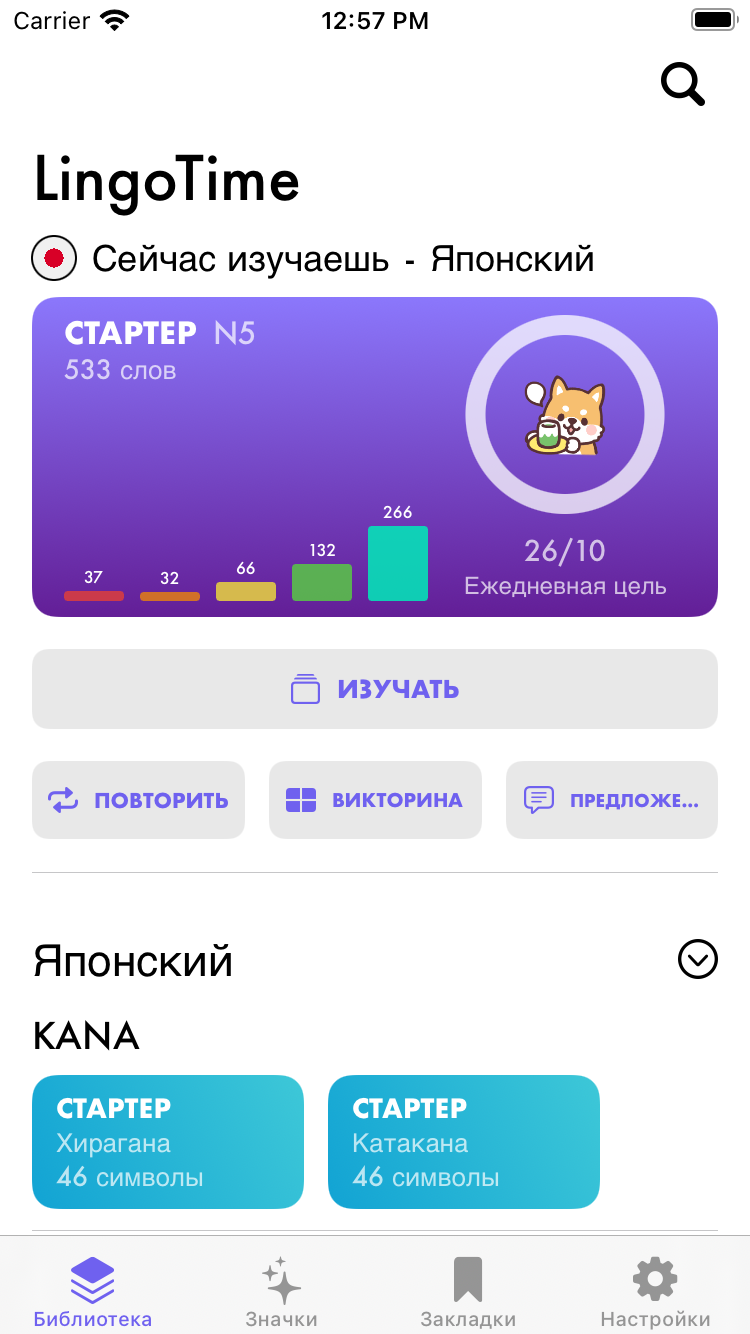 Carrier 12:57 PM
LingoTime
Сейчас изучаешь - Японский
СТАРТЕР N5
533 слов
37 32 66 132 266
26/10
Ежедневная цель
ИЗУЧАТЬ
ПОВТОРИТЬ ВИКТОРИНА ПРЕДЛОЖЕ...
Японский
KANA
СТАРТЕР СТАРТЕР
Хирагана Катакана
46 символы 46 символы
Библиотека Значки Закладки Настройки